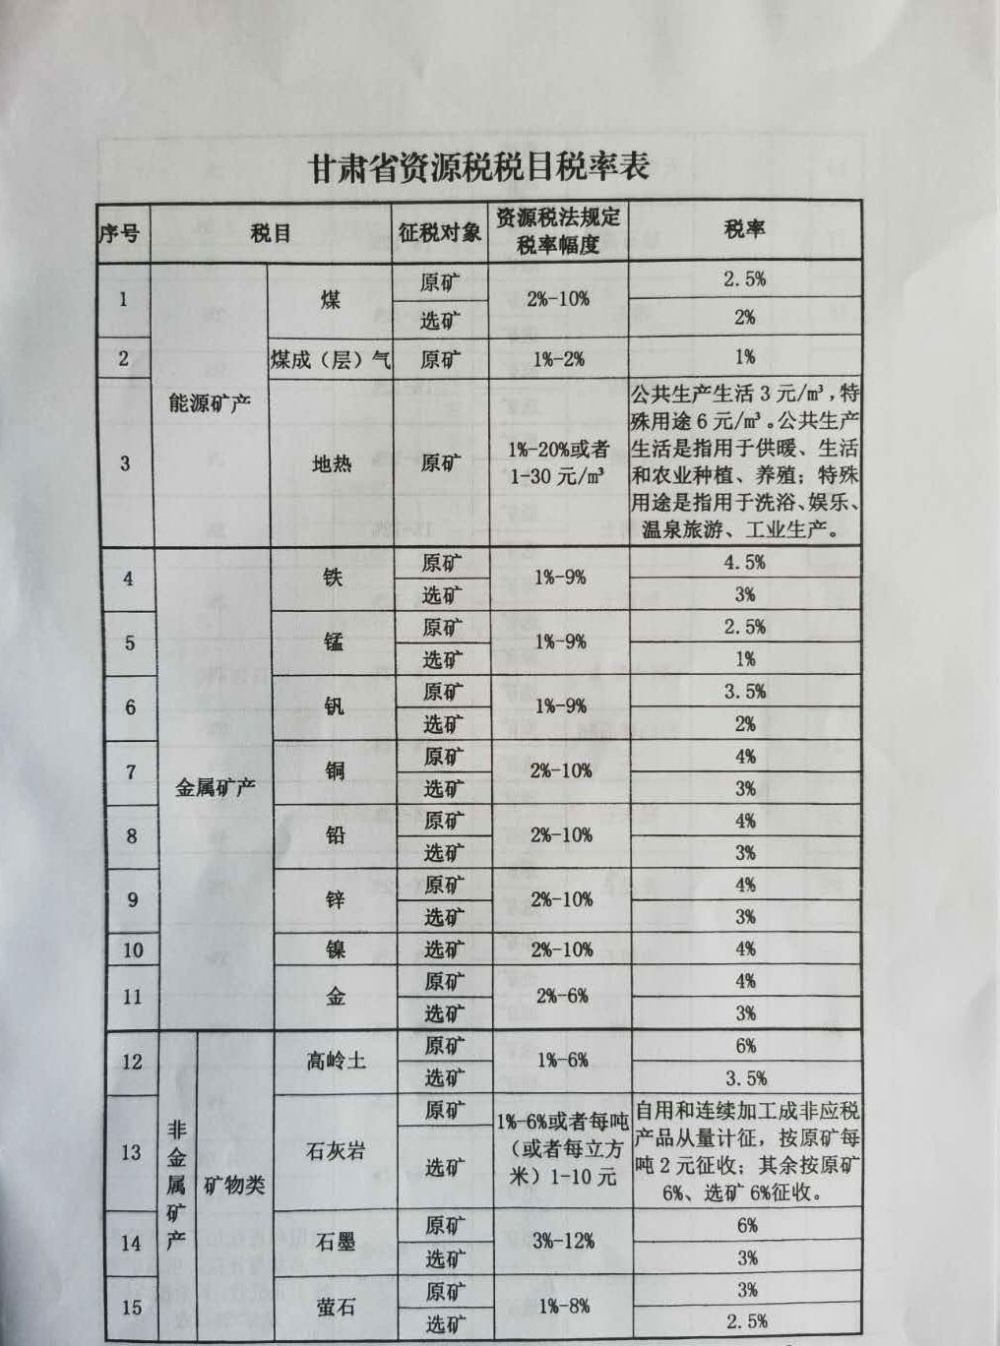 甘肃省资源税税目税率表
序号 税目 征税对象 资源税法规定税率幅度 税率
1 能源矿产 煤 原矿 2%-10% 2.5%
选矿 2%
2 煤成（层）气 原矿 1%-2% 1%
3 地热 原矿 1%-20%或者
1-30 元/m³
公共生产生活 3 元/m³，特
殊用途 6 元/m³。公共生产
生活是指用于供暖、生活
和农业种植、养殖；特殊
用途是指用于洗浴、娱乐、
温泉旅游、工业生产。
4 金属矿产 铁 原矿 1%-9% 4.5%
选矿 3%
5 锰 原矿 1%-9% 2.5%
选矿 1%
6 钒 原矿 1%-9% 3.5%
选矿 2%
7 铜 原矿 2%-10% 4%
选矿 3%
8 铅 原矿 2%-10% 4%
选矿 3%
9 锌 原矿 2%-10% 4%
选矿 3%
10 镍 选矿 2%-10% 4%
11 金 原矿 2%-6% 4%
选矿 3%
12 非金属矿产 矿物类 高岭土 原矿 1%-6% 6%
选矿 3.5%
13 石灰岩 原矿
选矿
1%-6%或者每吨
（或者每立方
米）1-10 元
自用和连续加工成非应税
产品从量计征，按原矿每
吨 2 元征收；其余按原矿
6%、选矿 6%征收。
14 石墨 原矿 3%-12% 6%
选矿 3%
15 萤石 原矿 1%-8% 3%
选矿 2.5%